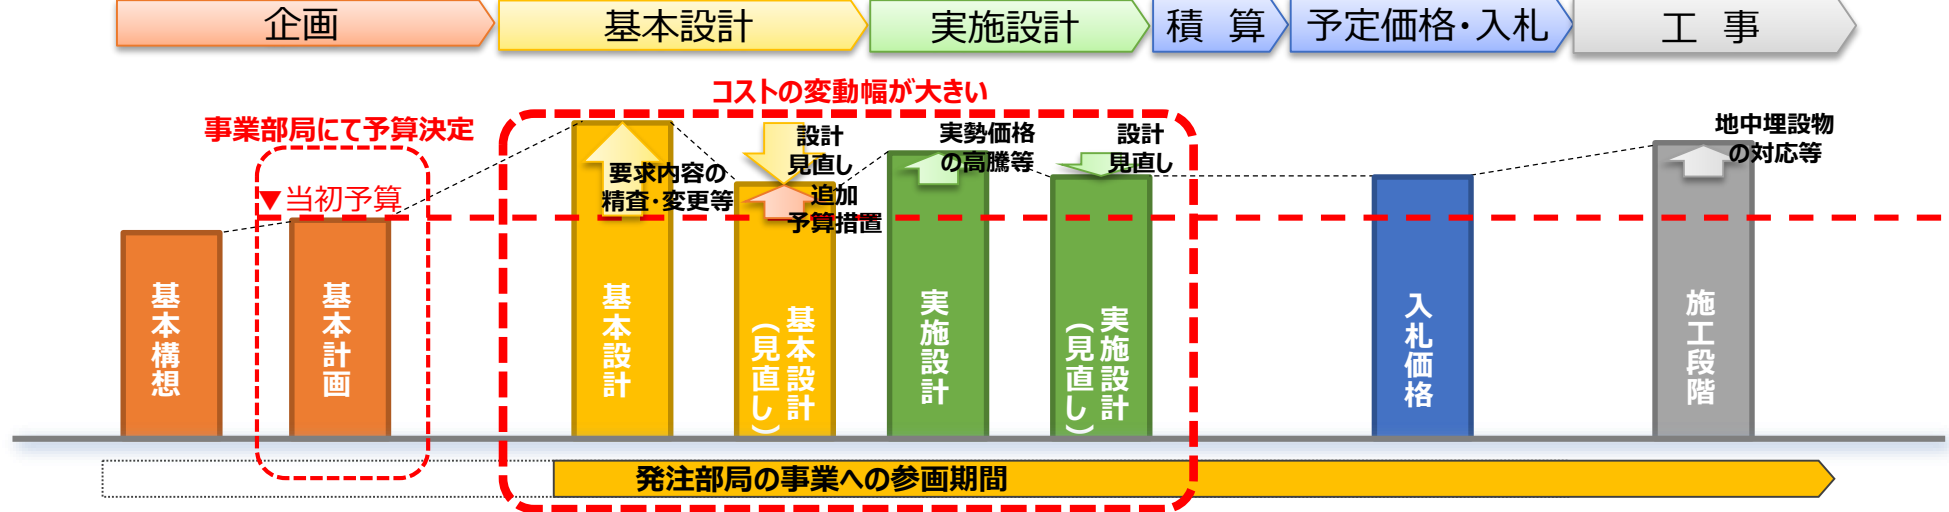 企画
基本設計
実施設計
積　算
予定価格・入札
工　事
コストの変動幅が大きい
事業部局にて予算決定
▼当初予算
要求内容の
精査・変更等
設計
見直し
追加
予算措置
実勢価格
の高騰等
設計
見直し
地中埋設物
の対応等
基本構想
基本計画
基本設計
基本設計
（見直し）
実施設計
実施設計
（見直し）
入札価格
施工段階
発注部局の事業への参画期間